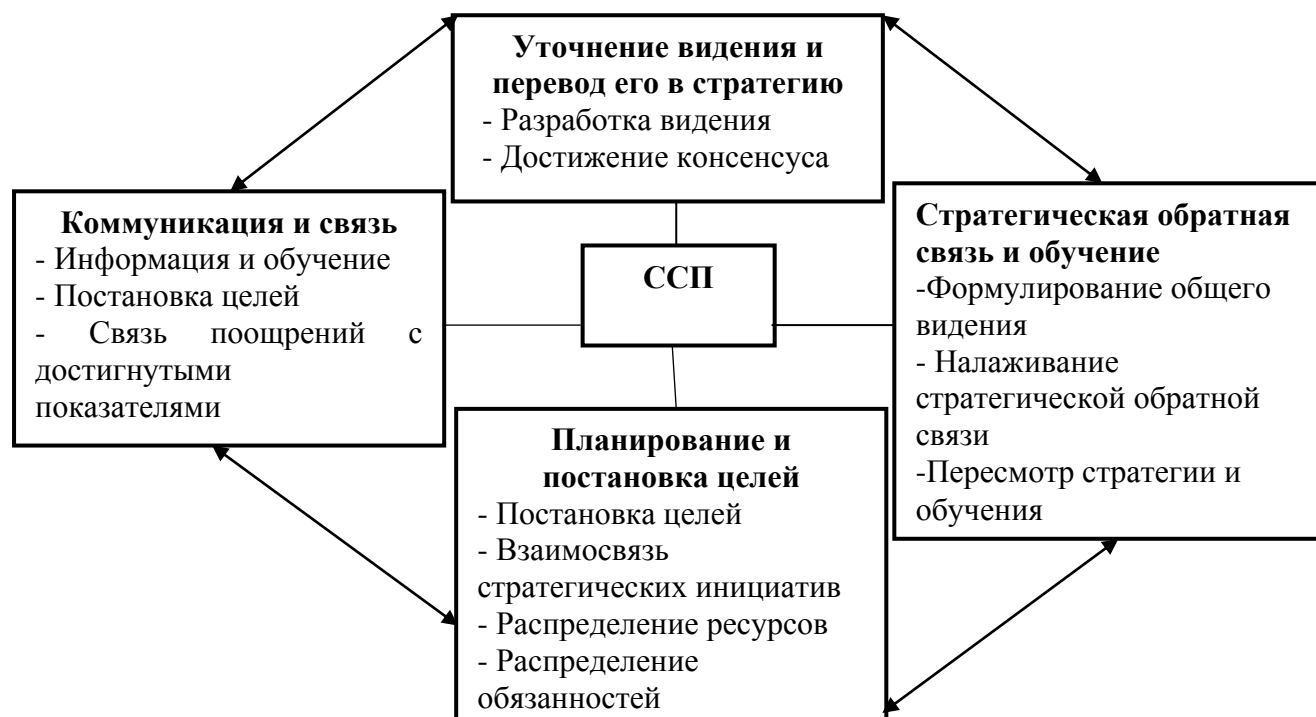 Уточнение видения и
перевод его в стратегию
- Разработка видения
- Достижение консенсуса
Коммуникация и связь
- Информация и обучение
- Постановка целей
- Связь поощрений с
достигнутыми
показателями
ССП
Стратегическая обратная
связь и обучение
-Формулирование общего
видения
- Налаживание
стратегической обратной
связи
-Пересмотр стратегии и
обучения
Планирование и
постановка целей
- Постановка целей
- Взаимосвязь
стратегических инициатив
- Распределение ресурсов
- Распределение
обязанностей